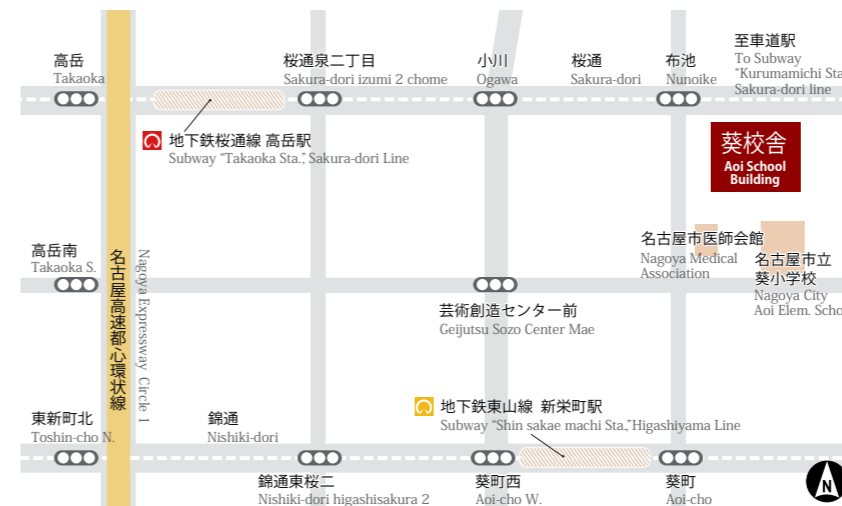 高岳
Takaoka
桜通泉二丁目
Sakura-dori izumi 2 chome
小川
Ogawa
桜通
Sakura-dori
布池
Nunoike
至車道駅
To Subway
“Kurumamichi Sta
Sakura-dori line
地下鉄桜通線 高岳駅
Subway “Takaoka Sta.,” Sakura-dori Line
葵校舎
Aoi School
Building
高岳南
Takaoka S.
名古屋高速都心環状線
Nagoya Expressway Circle 1
芸術創造センター前
Geijutsu Sozo Center Mae
名古屋市医師会館
Nagoya Medical
Association
名古屋市立
葵小学校
Nagoya City
Aoi Elem. Scho
東新町北
Toshin-cho N.
錦通
Nishiki-dori
地下鉄東山線 新栄町駅
Subway “Shin sakae machi Sta.,”Higashiyama Line
錦通東桜二
Nishiki-dori higashisakura 2
葵町西
Aoi-cho W.
葵町
Aoi-cho
N